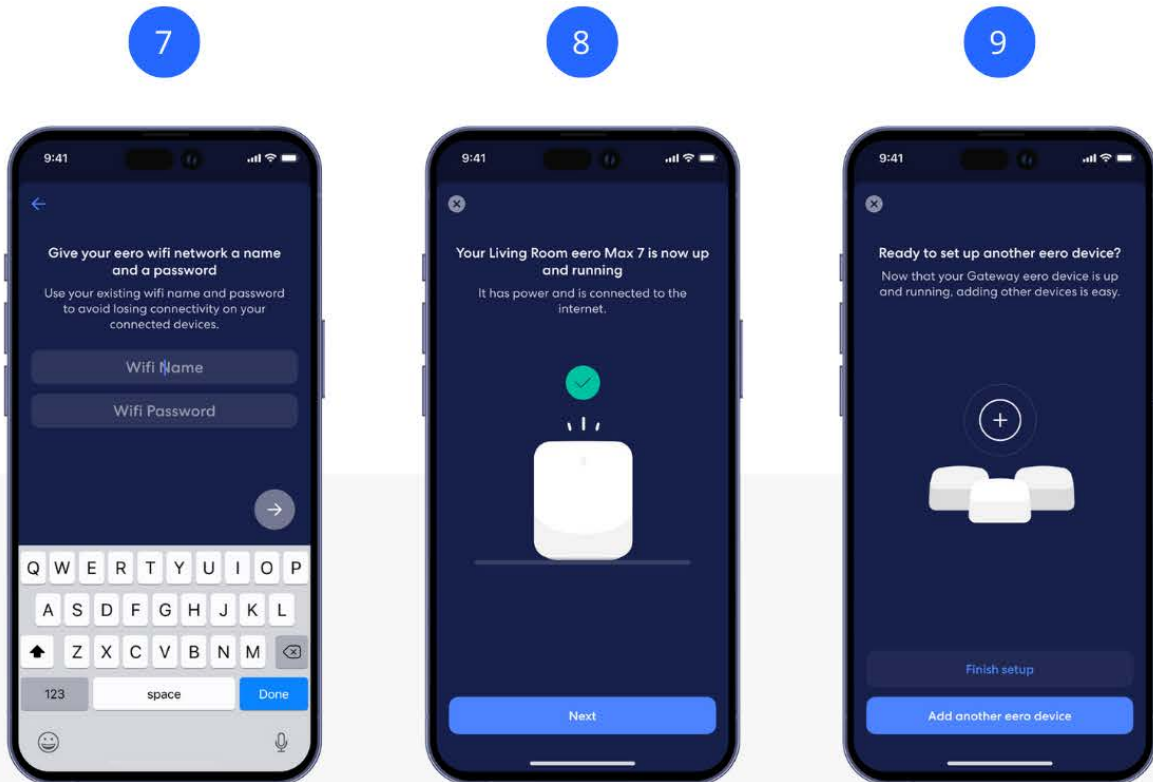 7
9:41
Give your eero wifi network a name
and a password
Use your existing wifi name and password
to avoid losing connectivity on your
connected devices.
Wifi Name
Wifi Password
Q W E R T Y U I O P
A S D F G H J K L
Z X C V B N M
123 space Done
8
9:41
Your Living Room eero Max 7 is now up
and running
It has power and is connected to the
internet.
Next
9
9:41
Ready to set up another eero device?
Now that your Gateway eero device is up
and running, adding other devices is easy.
Finish setup
Add another eero device